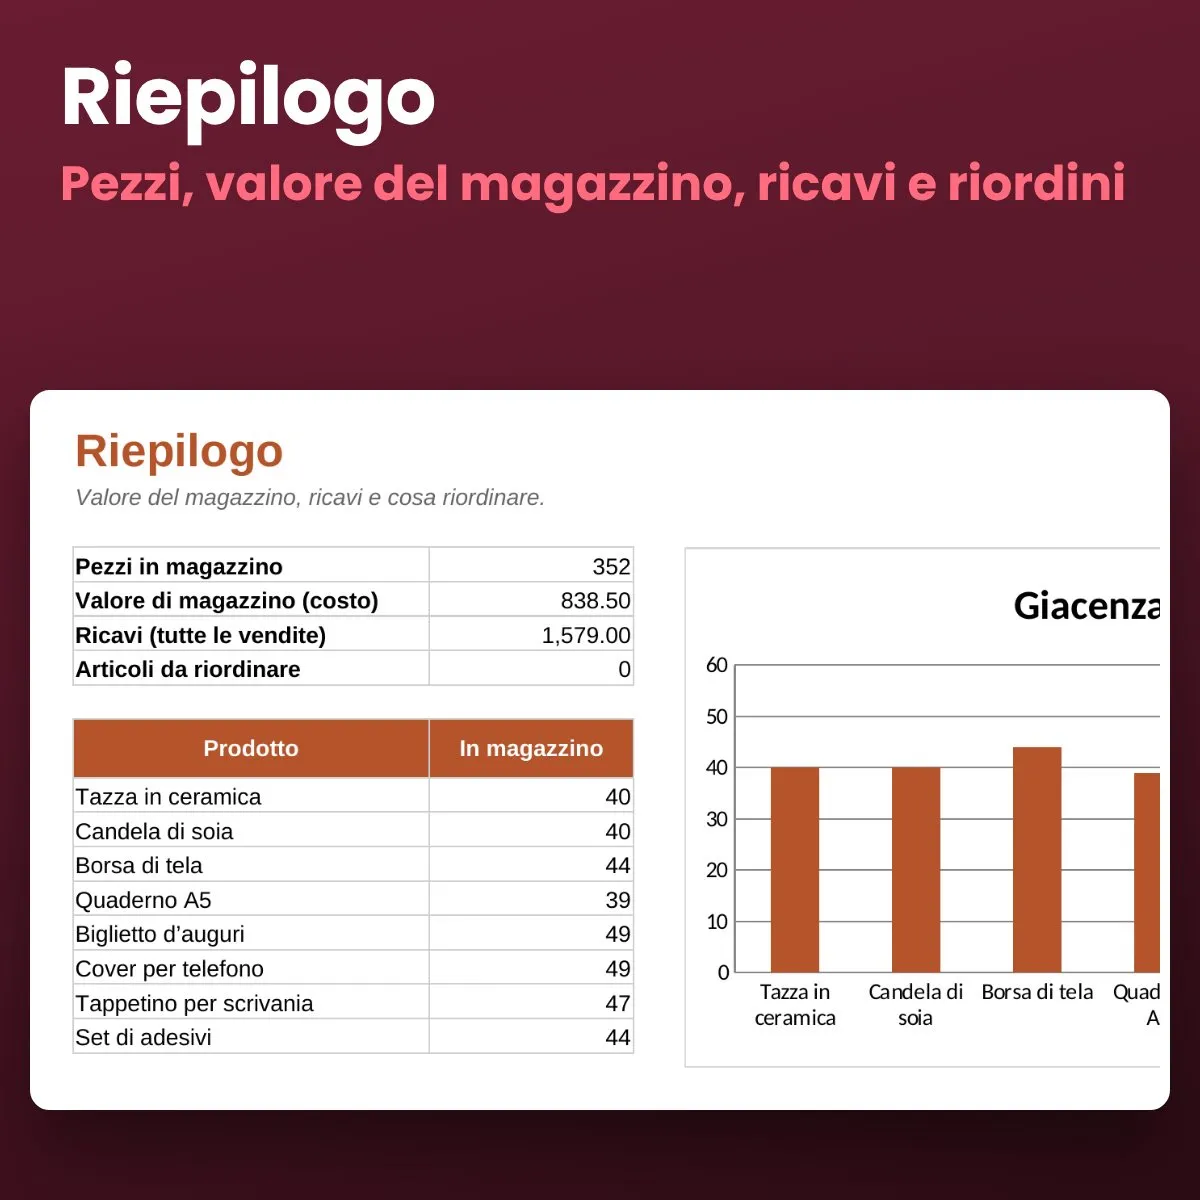 Riepilogo
Pezzi, valore del magazzino, ricavi e riordini
Riepilogo
Valore del magazzino, ricavi e cosa riordinare.
Pezzi in magazzino 352
Valore di magazzino (costo) 838.50
Ricavi (tutte le vendite) 1,579.00
Articoli da riordinare 0
Prodotto In magazzino
Tazza in ceramica 40
Candela di soia 40
Borsa di tela 44
Quaderno A5 39
Biglietto d’auguri 49
Cover per telefono 49
Tappetino per scrivania 47
Set di adesivi 44
Giacenza
60
50
40
30
20
10
0
Tazza in Candela di Borsa di tela Quad
ceramica soia A